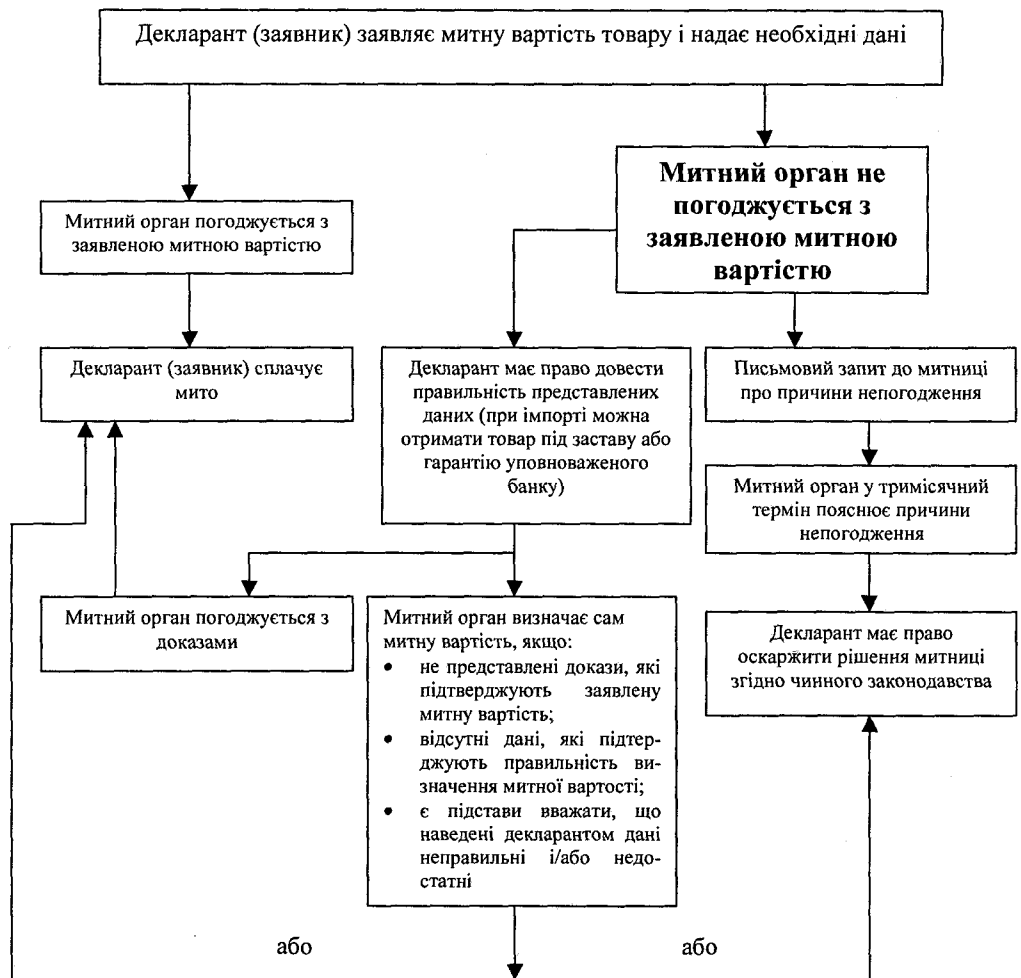 Декларант (заявник) заявляє митну вартість товару і надає необхідні дані
Митний орган не
погоджується з
заявленою митною
вартістю
Митний орган погоджується з
заявленою митною вартістю
Декларант (заявник) сплачує
мито
Декларант має право довести
правильність представлених
даних (при імпорті можна
отримати товар під заставу або
гарантію уповноваженого
банку)
Письмовий запит до митниці
про причини непогодження
Митний орган у тримісячний
термін пояснює причини
непогодження
Митний орган погоджується з
доказами
Митний орган визначає сам
митну вартість, якщо:
• не представлені докази, які
підтверджують заявлену
митну вартість;
• відсутні дані, які підтер-
джують правильність ви-
значення митної вартості;
• є підстави вважати, що
наведені декларантом дані
неправильні і/або недо-
статні
Декларант має право
оскаржити рішення митниці
згідно чинного законодавства
або
або